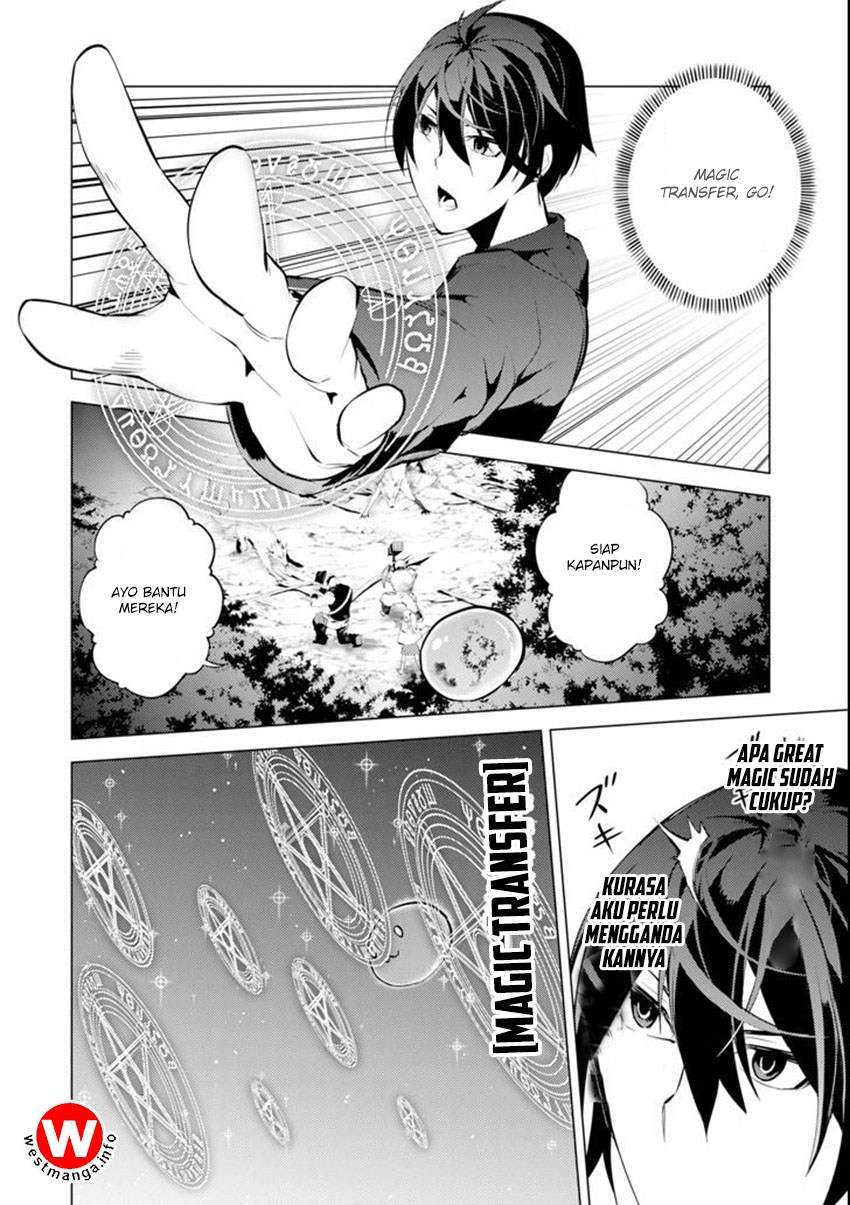 MAGIC
TRANSFER, GO!
SIAP
KAPANPUN!
AYO BANTU
MEREKA!
APA GREAT
MAGIC SUDAH
CUKUP?
ズキ
KURASA
AKU PERLU
MENGGANDA
KANNYA
[MAGIC TRANSFER]
W
westmanga.info